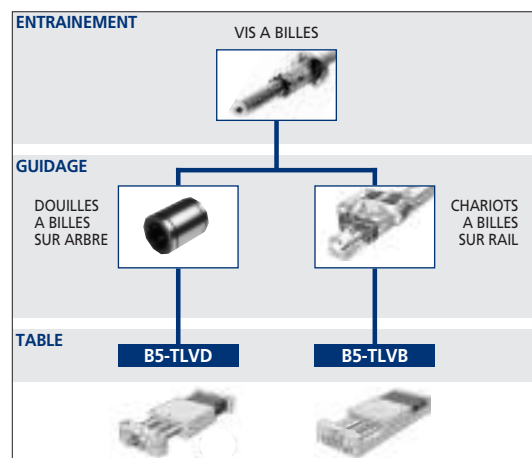 ENTRAINEMENT
VIS A BILLES
GUIDAGE
DOUILLES
A BILLES
SUR ARBRE
CHARIOTS
A BILLES
SUR RAIL
TABLE
B5-TLVD
B5-TLVB